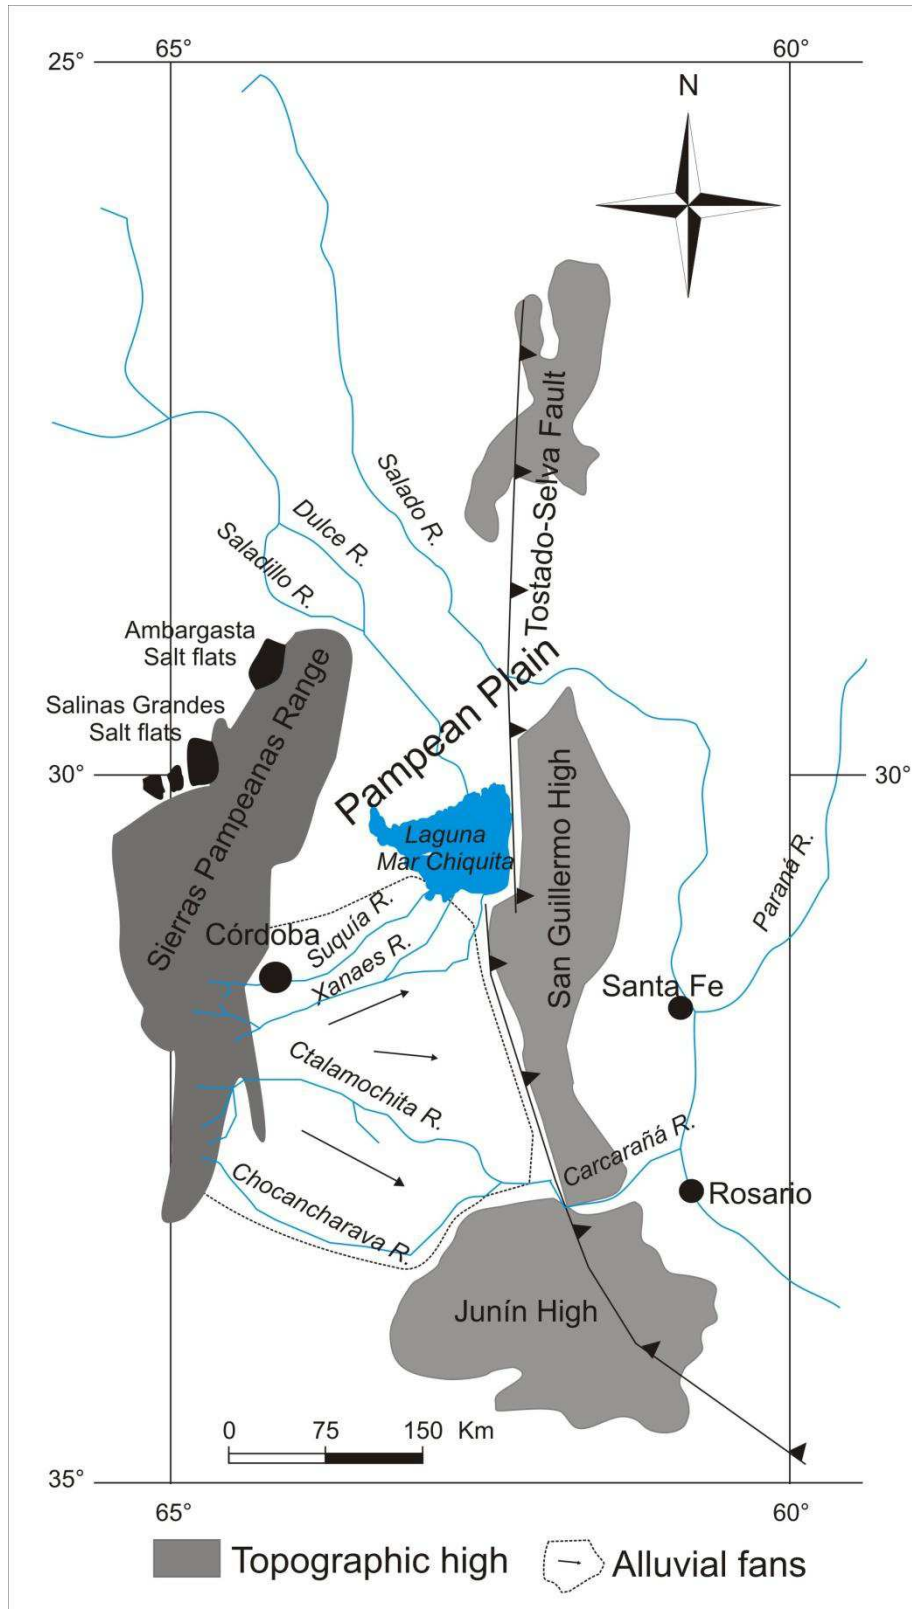 65°
60°
25°
N
Tostado-Selva Fault
Salado R.
Dulce R.
Saladillo R.
Ambargasta
Salt flats
Salinas Grandes
Salt flats
Pampean Plain
Sierras Pampeanas Range
30°
30°
Laguna
Mar Chiquita
San Guillermo High
Paraná R.
Suquía R.
Córdoba
Xanaes R.
Santa Fe
Ctalamochita R.
Carcarañá R.
Chocancharava R.
Rosario
Junín High
0 75 150 Km
35°
65°
60°
Topographic high
Alluvial fans